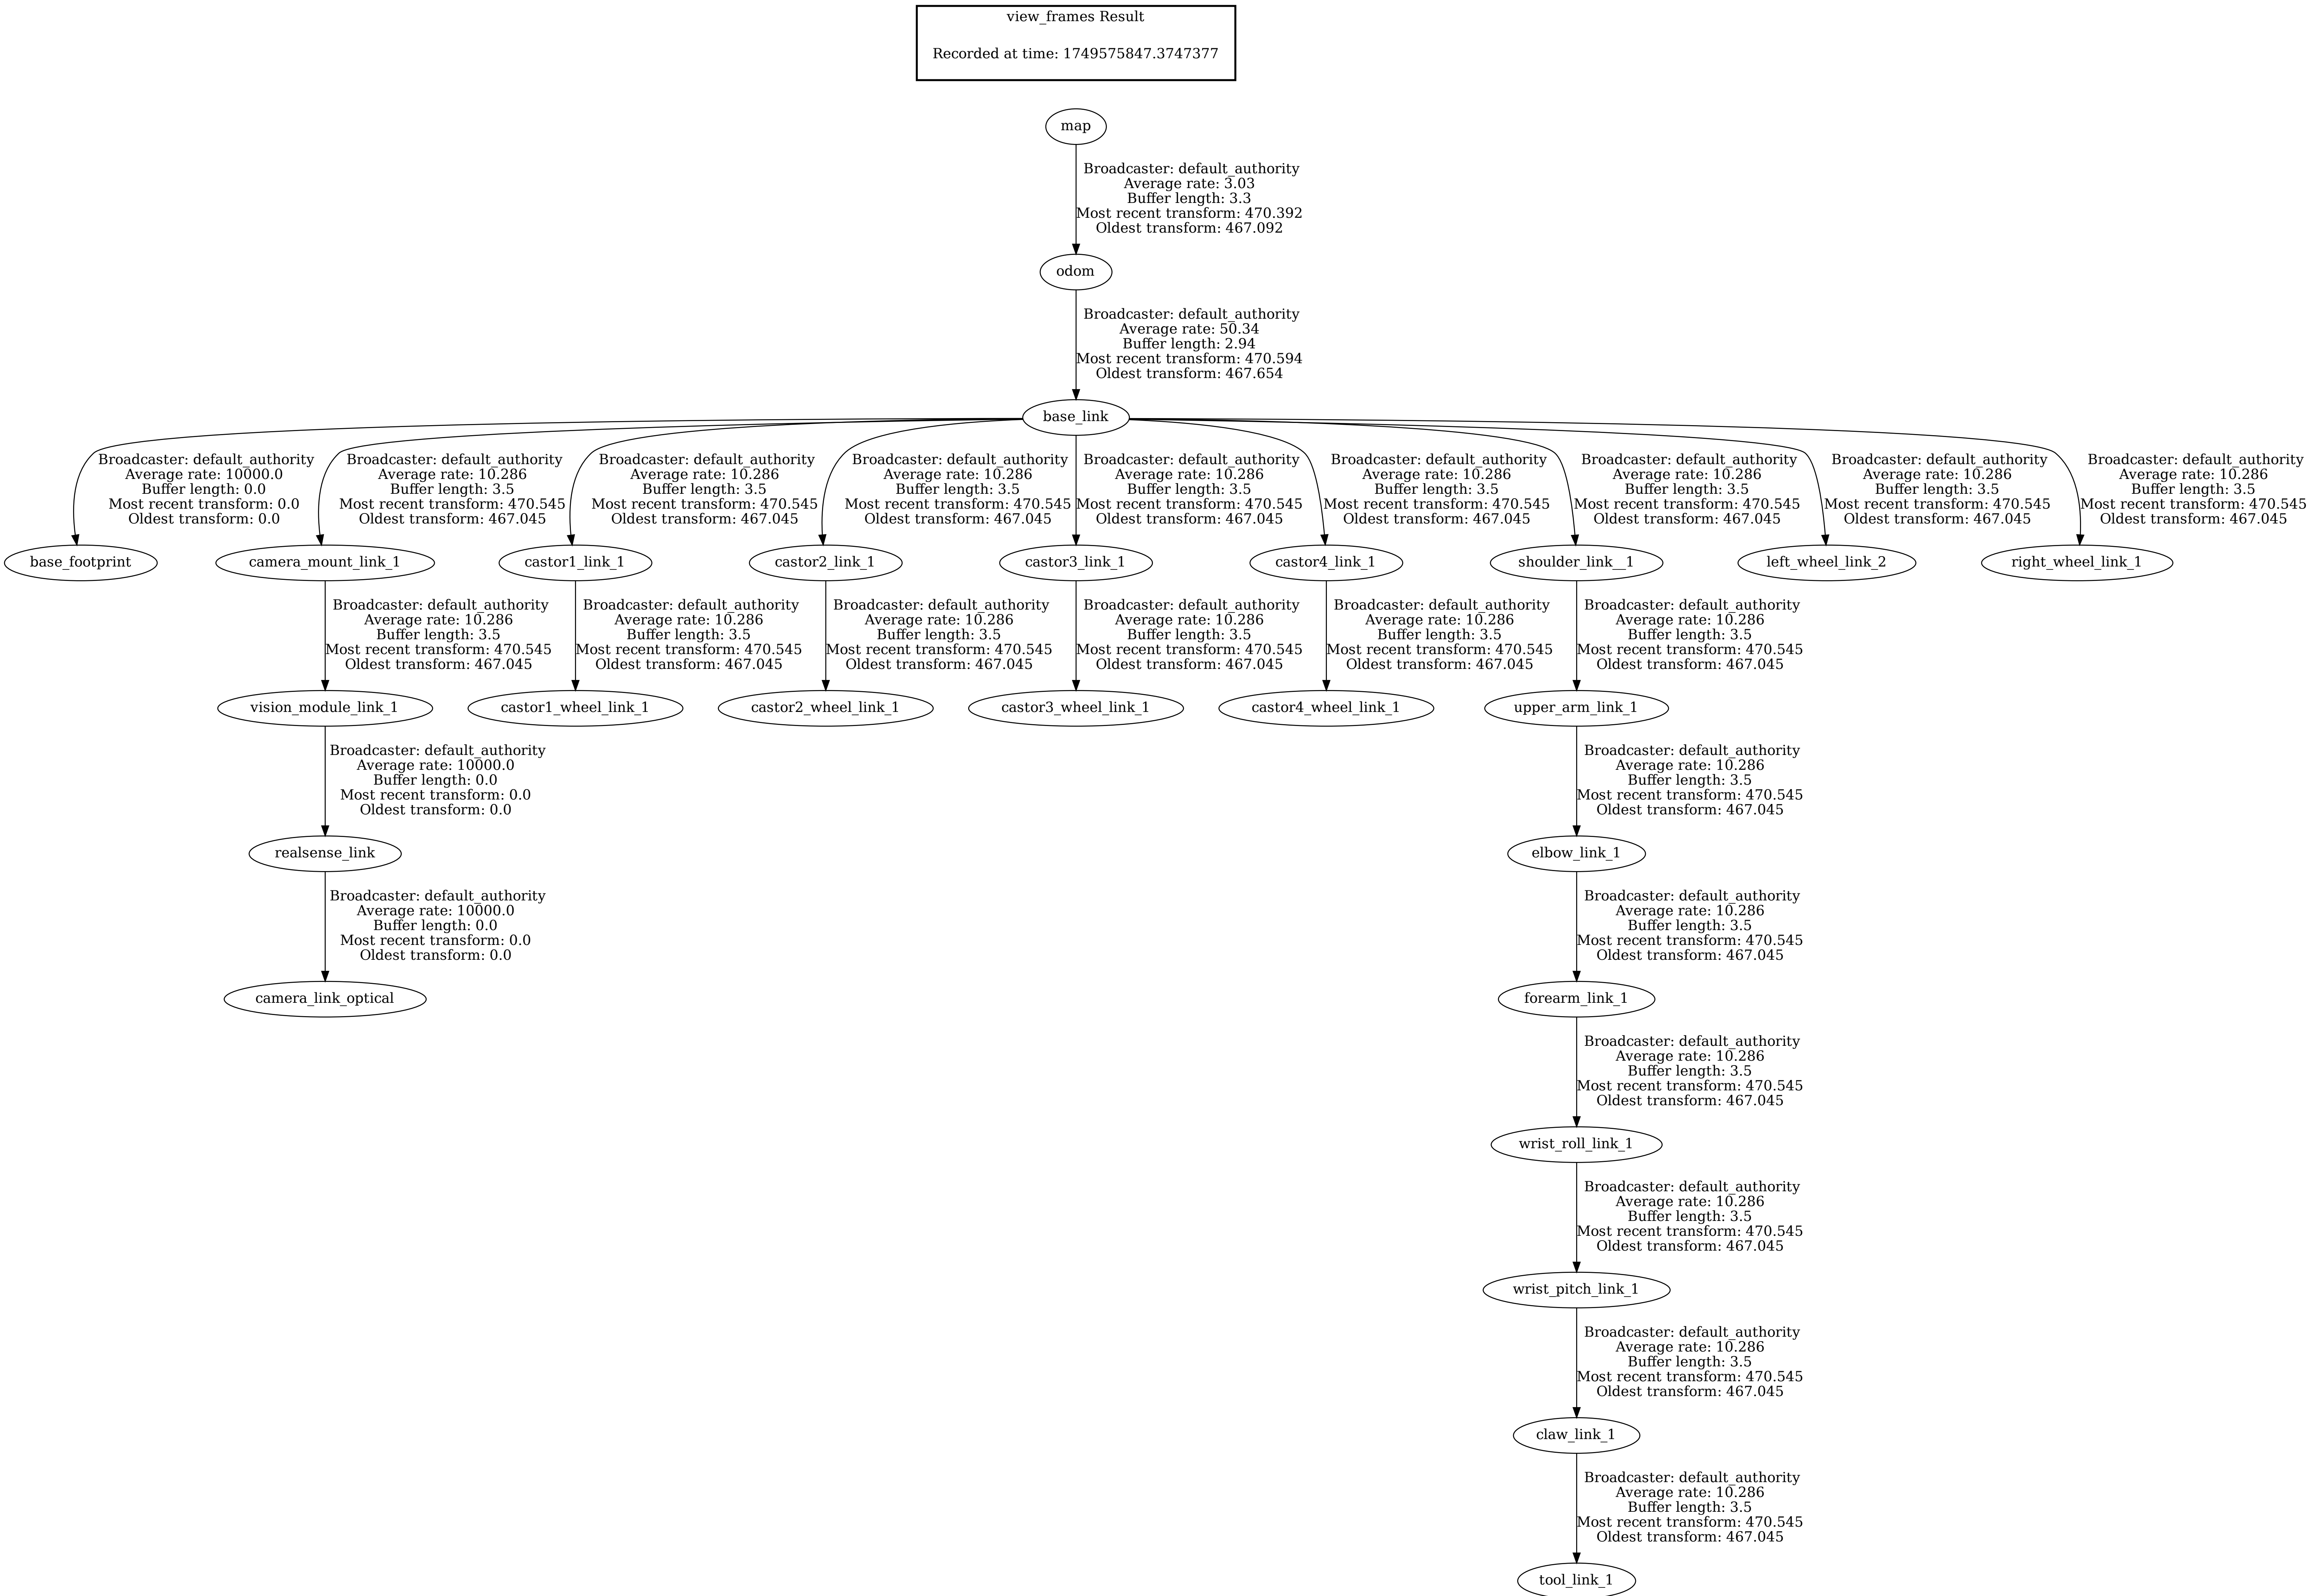 view_frames Result
Recorded at time: 1749575847.3747377
map
Broadcaster: default_authority
Average rate: 3.03
Buffer length: 3.3
Most recent transform: 470.392
Oldest transform: 467.092
odom
Broadcaster: default_authority
Average rate: 50.34
Buffer length: 2.94
Most recent transform: 470.594
Oldest transform: 467.654
base_link
Broadcaster: default_authority
Average rate: 10000.0
Buffer length: 0.0
Most recent transform: 0.0
Oldest transform: 0.0
Broadcaster: default_authority
Average rate: 10.286
Buffer length: 3.5
Most recent transform: 470.545
Oldest transform: 467.045
Broadcaster: default_authority
Average rate: 10.286
Buffer length: 3.5
Most recent transform: 470.545
Oldest transform: 467.045
Broadcaster: default_authority
Average rate: 10.286
Buffer length: 3.5
Most recent transform: 470.545
Oldest transform: 467.045
Broadcaster: default_authority
Average rate: 10.286
Buffer length: 3.5
Most recent transform: 470.545
Oldest transform: 467.045
Broadcaster: default_authority
Average rate: 10.286
Buffer length: 3.5
Most recent transform: 470.545
Oldest transform: 467.045
Broadcaster: default_authority
Average rate: 10.286
Buffer length: 3.5
Most recent transform: 470.545
Oldest transform: 467.045
Broadcaster: default_authority
Average rate: 10.286
Buffer length: 3.5
Most recent transform: 470.545
Oldest transform: 467.045
Broadcaster: default_authority
Average rate: 10.286
Buffer length: 3.5
Most recent transform: 470.545
Oldest transform: 467.045
base_footprint
camera_mount_link_1
castor1_link_1
castor2_link_1
castor3_link_1
castor4_link_1
shoulder_link__1
left_wheel_link_2
right_wheel_link_1
Broadcaster: default_authority
Average rate: 10.286
Buffer length: 3.5
Most recent transform: 470.545
Oldest transform: 467.045
Broadcaster: default_authority
Average rate: 10.286
Buffer length: 3.5
Most recent transform: 470.545
Oldest transform: 467.045
Broadcaster: default_authority
Average rate: 10.286
Buffer length: 3.5
Most recent transform: 470.545
Oldest transform: 467.045
Broadcaster: default_authority
Average rate: 10.286
Buffer length: 3.5
Most recent transform: 470.545
Oldest transform: 467.045
Broadcaster: default_authority
Average rate: 10.286
Buffer length: 3.5
Most recent transform: 470.545
Oldest transform: 467.045
Broadcaster: default_authority
Average rate: 10.286
Buffer length: 3.5
Most recent transform: 470.545
Oldest transform: 467.045
vision_module_link_1
castor1_wheel_link_1
castor2_wheel_link_1
castor3_wheel_link_1
castor4_wheel_link_1
upper_arm_link_1
Broadcaster: default_authority
Average rate: 10000.0
Buffer length: 0.0
Most recent transform: 0.0
Oldest transform: 0.0
Broadcaster: default_authority
Average rate: 10.286
Buffer length: 3.5
Most recent transform: 470.545
Oldest transform: 467.045
realsense_link
elbow_link_1
Broadcaster: default_authority
Average rate: 10000.0
Buffer length: 0.0
Most recent transform: 0.0
Oldest transform: 0.0
Broadcaster: default_authority
Average rate: 10.286
Buffer length: 3.5
Most recent transform: 470.545
Oldest transform: 467.045
camera_link_optical
forearm_link_1
Broadcaster: default_authority
Average rate: 10.286
Buffer length: 3.5
Most recent transform: 470.545
Oldest transform: 467.045
wrist_roll_link_1
Broadcaster: default_authority
Average rate: 10.286
Buffer length: 3.5
Most recent transform: 470.545
Oldest transform: 467.045
wrist_pitch_link_1
Broadcaster: default_authority
Average rate: 10.286
Buffer length: 3.5
Most recent transform: 470.545
Oldest transform: 467.045
claw_link_1
Broadcaster: default_authority
Average rate: 10.286
Buffer length: 3.5
Most recent transform: 470.545
Oldest transform: 467.045
tool_link_1